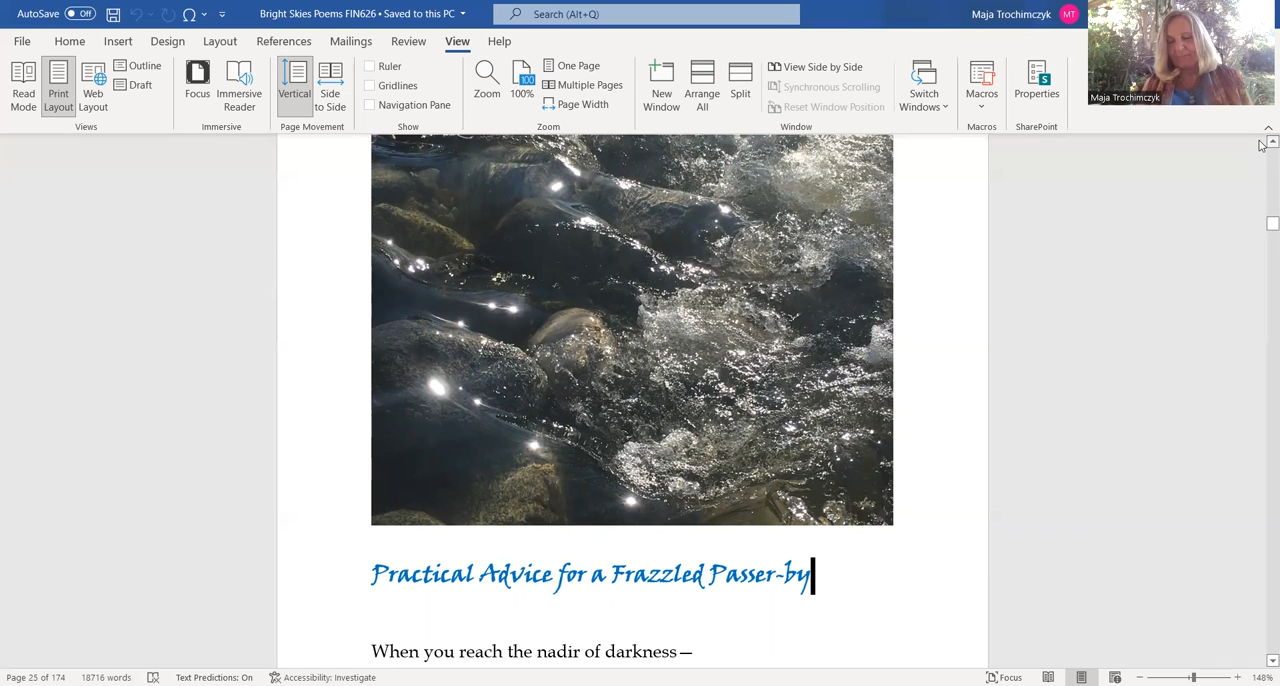 AutoSave Off Bright Skies Poems FIN626 • Saved to this PC Search (Alt+Q) Maja Trochimczyk MT
File Home Insert Draw Design Layout References Mailings Review View Help
Read Mode Print Layout Web Layout Outline Draft Focus Immersive Reader Vertical Side to Side Ruler Gridlines Navigation Pane Zoom 100 100% One Page Multiple Pages Page Width New Window Arrange All Split View Side by Side Synchronous Scrolling Reset Window Position Switch Windows Macros Properties
Views Immersive Page Movement Show Zoom Window Macros SharePoint
Maja Trochimczyk
Practical Advice for a Frazzled Passer-by
When you reach the nadir of darkness—
Page 25 of 174 18716 words Text Predictions: On Accessibility: Investigate Focus 148%